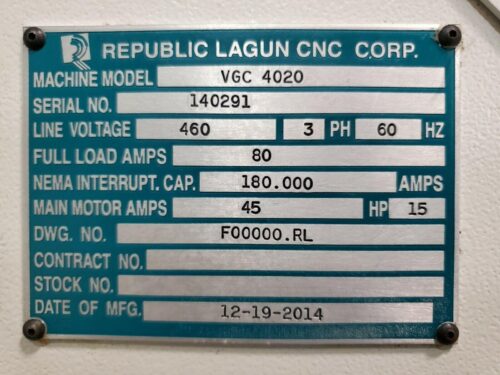 REPUBLIC LAGUN CNC CORP.
MACHINE MODEL VGC 4020
SERIAL NO. 140291
LINE VOLTAGE 460 3 PH 60 HZ
FULL LOAD AMPS 80
NEMA INTERRUPT. CAP. 180.000 AMPS
MAIN MOTOR AMPS 45 HP 15
DWG. NO. F00000.RL
CONTRACT NO.
STOCK NO.
DATE OF MFG. 12-19-2014